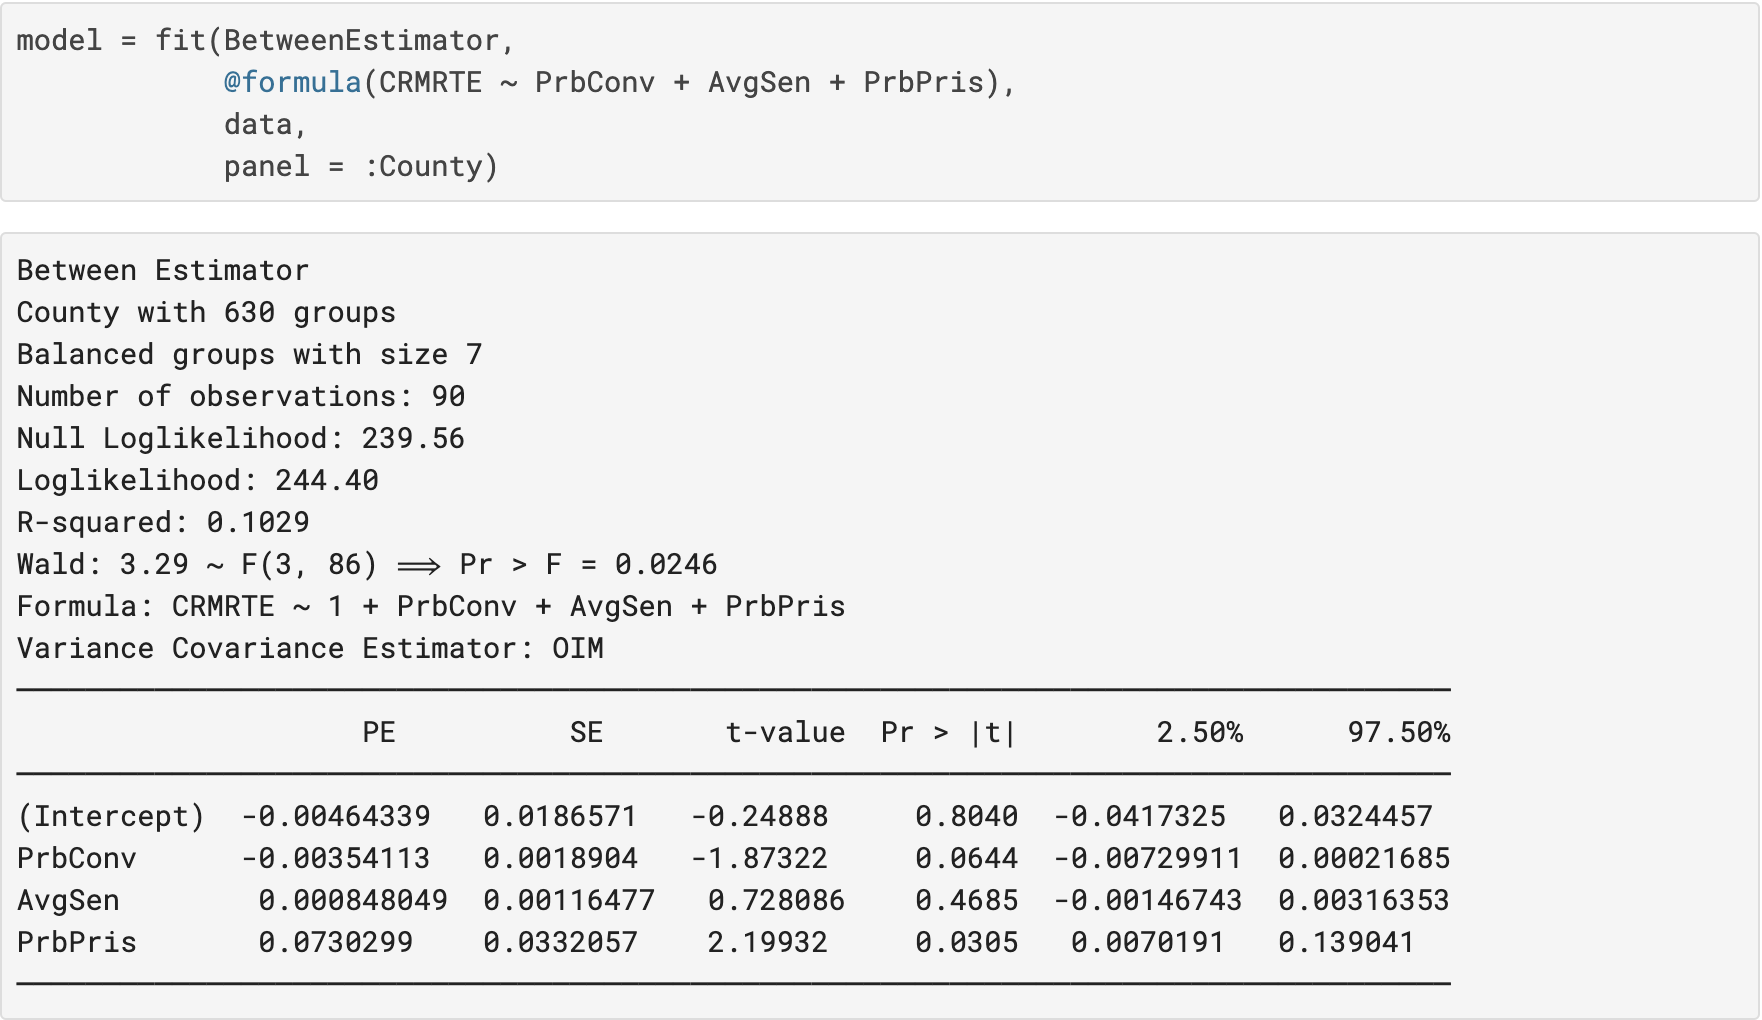 model = fit(BetweenEstimator,
            @formula(CRMRTE ~ PrbConv + AvgSen + PrbPris),
            data,
            panel = :County)
Between Estimator
County with 630 groups
Balanced groups with size 7
Number of observations: 90
Null Loglikelihood: 239.56
Loglikelihood: 244.40
R-squared: 0.1029
Wald: 3.29 ~ F(3, 86) ⟹ Pr > F = 0.0246
Formula: CRMRTE ~ 1 + PrbConv + AvgSen + PrbPris
Variance Covariance Estimator: OIM
PE SE t-value Pr > |t| 2.50% 97.50%
(Intercept) -0.00464339 0.0186571 -0.24888 0.8040 -0.0417325 0.0324457
PrbConv -0.00354113 0.0018904 -1.87322 0.0644 -0.00729911 0.00021685
AvgSen 0.000848049 0.00116477 0.728086 0.4685 -0.00146743 0.00316353
PrbPris 0.0730299 0.0332057 2.19932 0.0305 0.0070191 0.139041